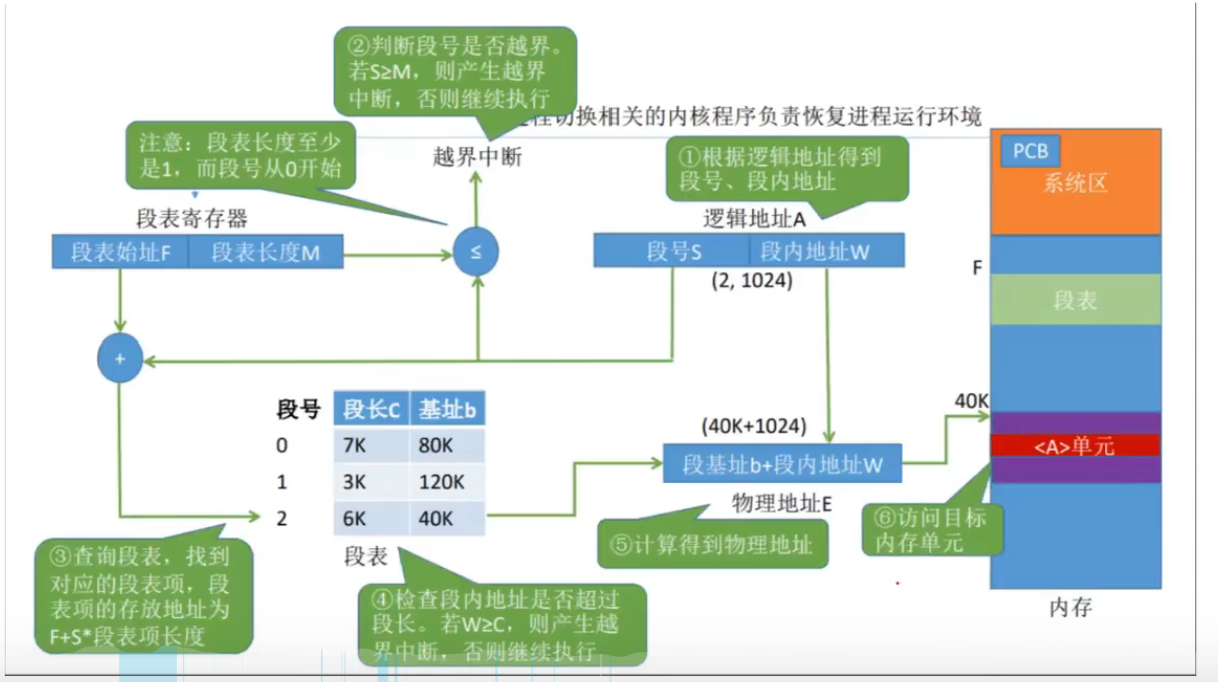 ②判断段号是否越界。
若S≥M，则产生越界
中断，否则继续执行
程切换相关的内核程序负责恢复进程运行环境
注意：段表长度至少
是1，而段号从0开始
越界中断
①根据逻辑地址得到
段号、段内地址
PCB
系统区
段表寄存器
逻辑地址A
段表始址F
段表长度M
≤
段号S
段内地址W
(2, 1024)
F
段表
+
段号
段长C
基址b
0
7K
80K
1
3K
120K
2
6K
40K
段表
(40K+1024)
段基址b+段内地址W
物理地址E
40K
<A>单元
③查询段表，找到
对应的段表项，段
表项的存放地址为
F+S*段表项长度
④检查段内地址是否超过
段长。若W≥C，则产生越
界中断，否则继续执行
⑤计算得到物理地址
⑥访问目标
内存单元
内存